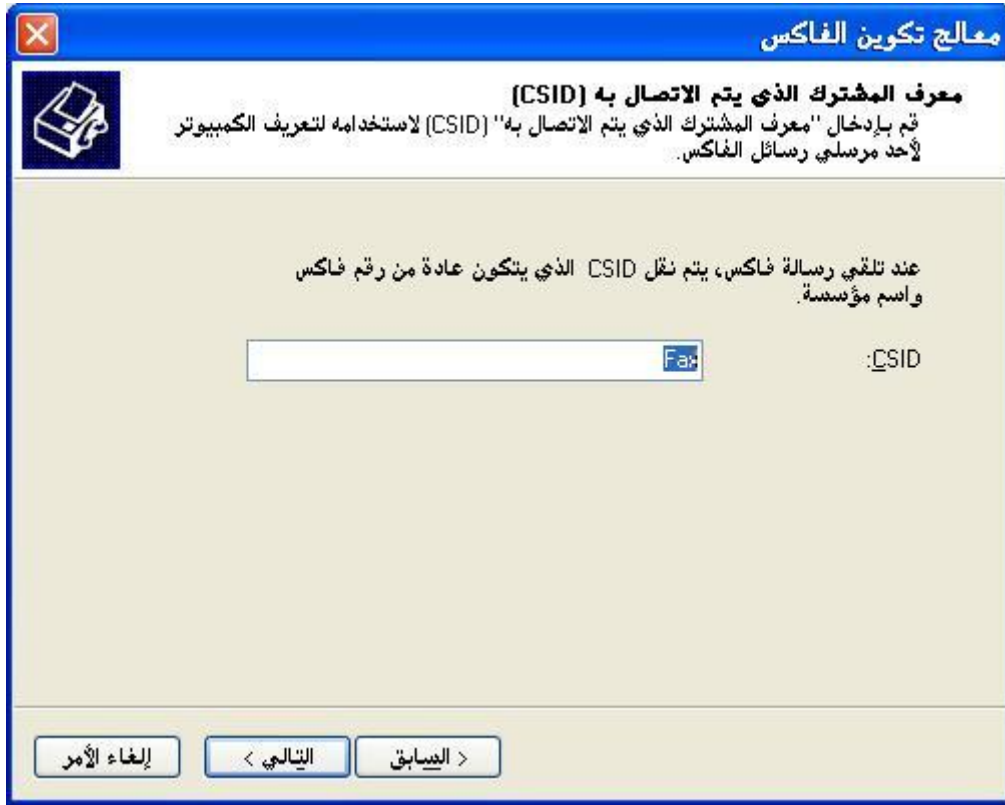 معالج تكوين الفاكس
معرف المشترك الذي يتم الاتصال به (CSID)
قم بإدخال "معرف المشترك الذي يتم الاتصال به" (CSID) لاستخدامه لتعريف الكمبيوتر
لأحد مرسلي رسائل الفاكس.
عند تلقي رسالة فاكس، يتم نقل CSID الذي يتكون عادة من رقم فاكس
واسم مؤسسة.
CSID:
Fax
< السابق
التالي >
إلغاء الأمر